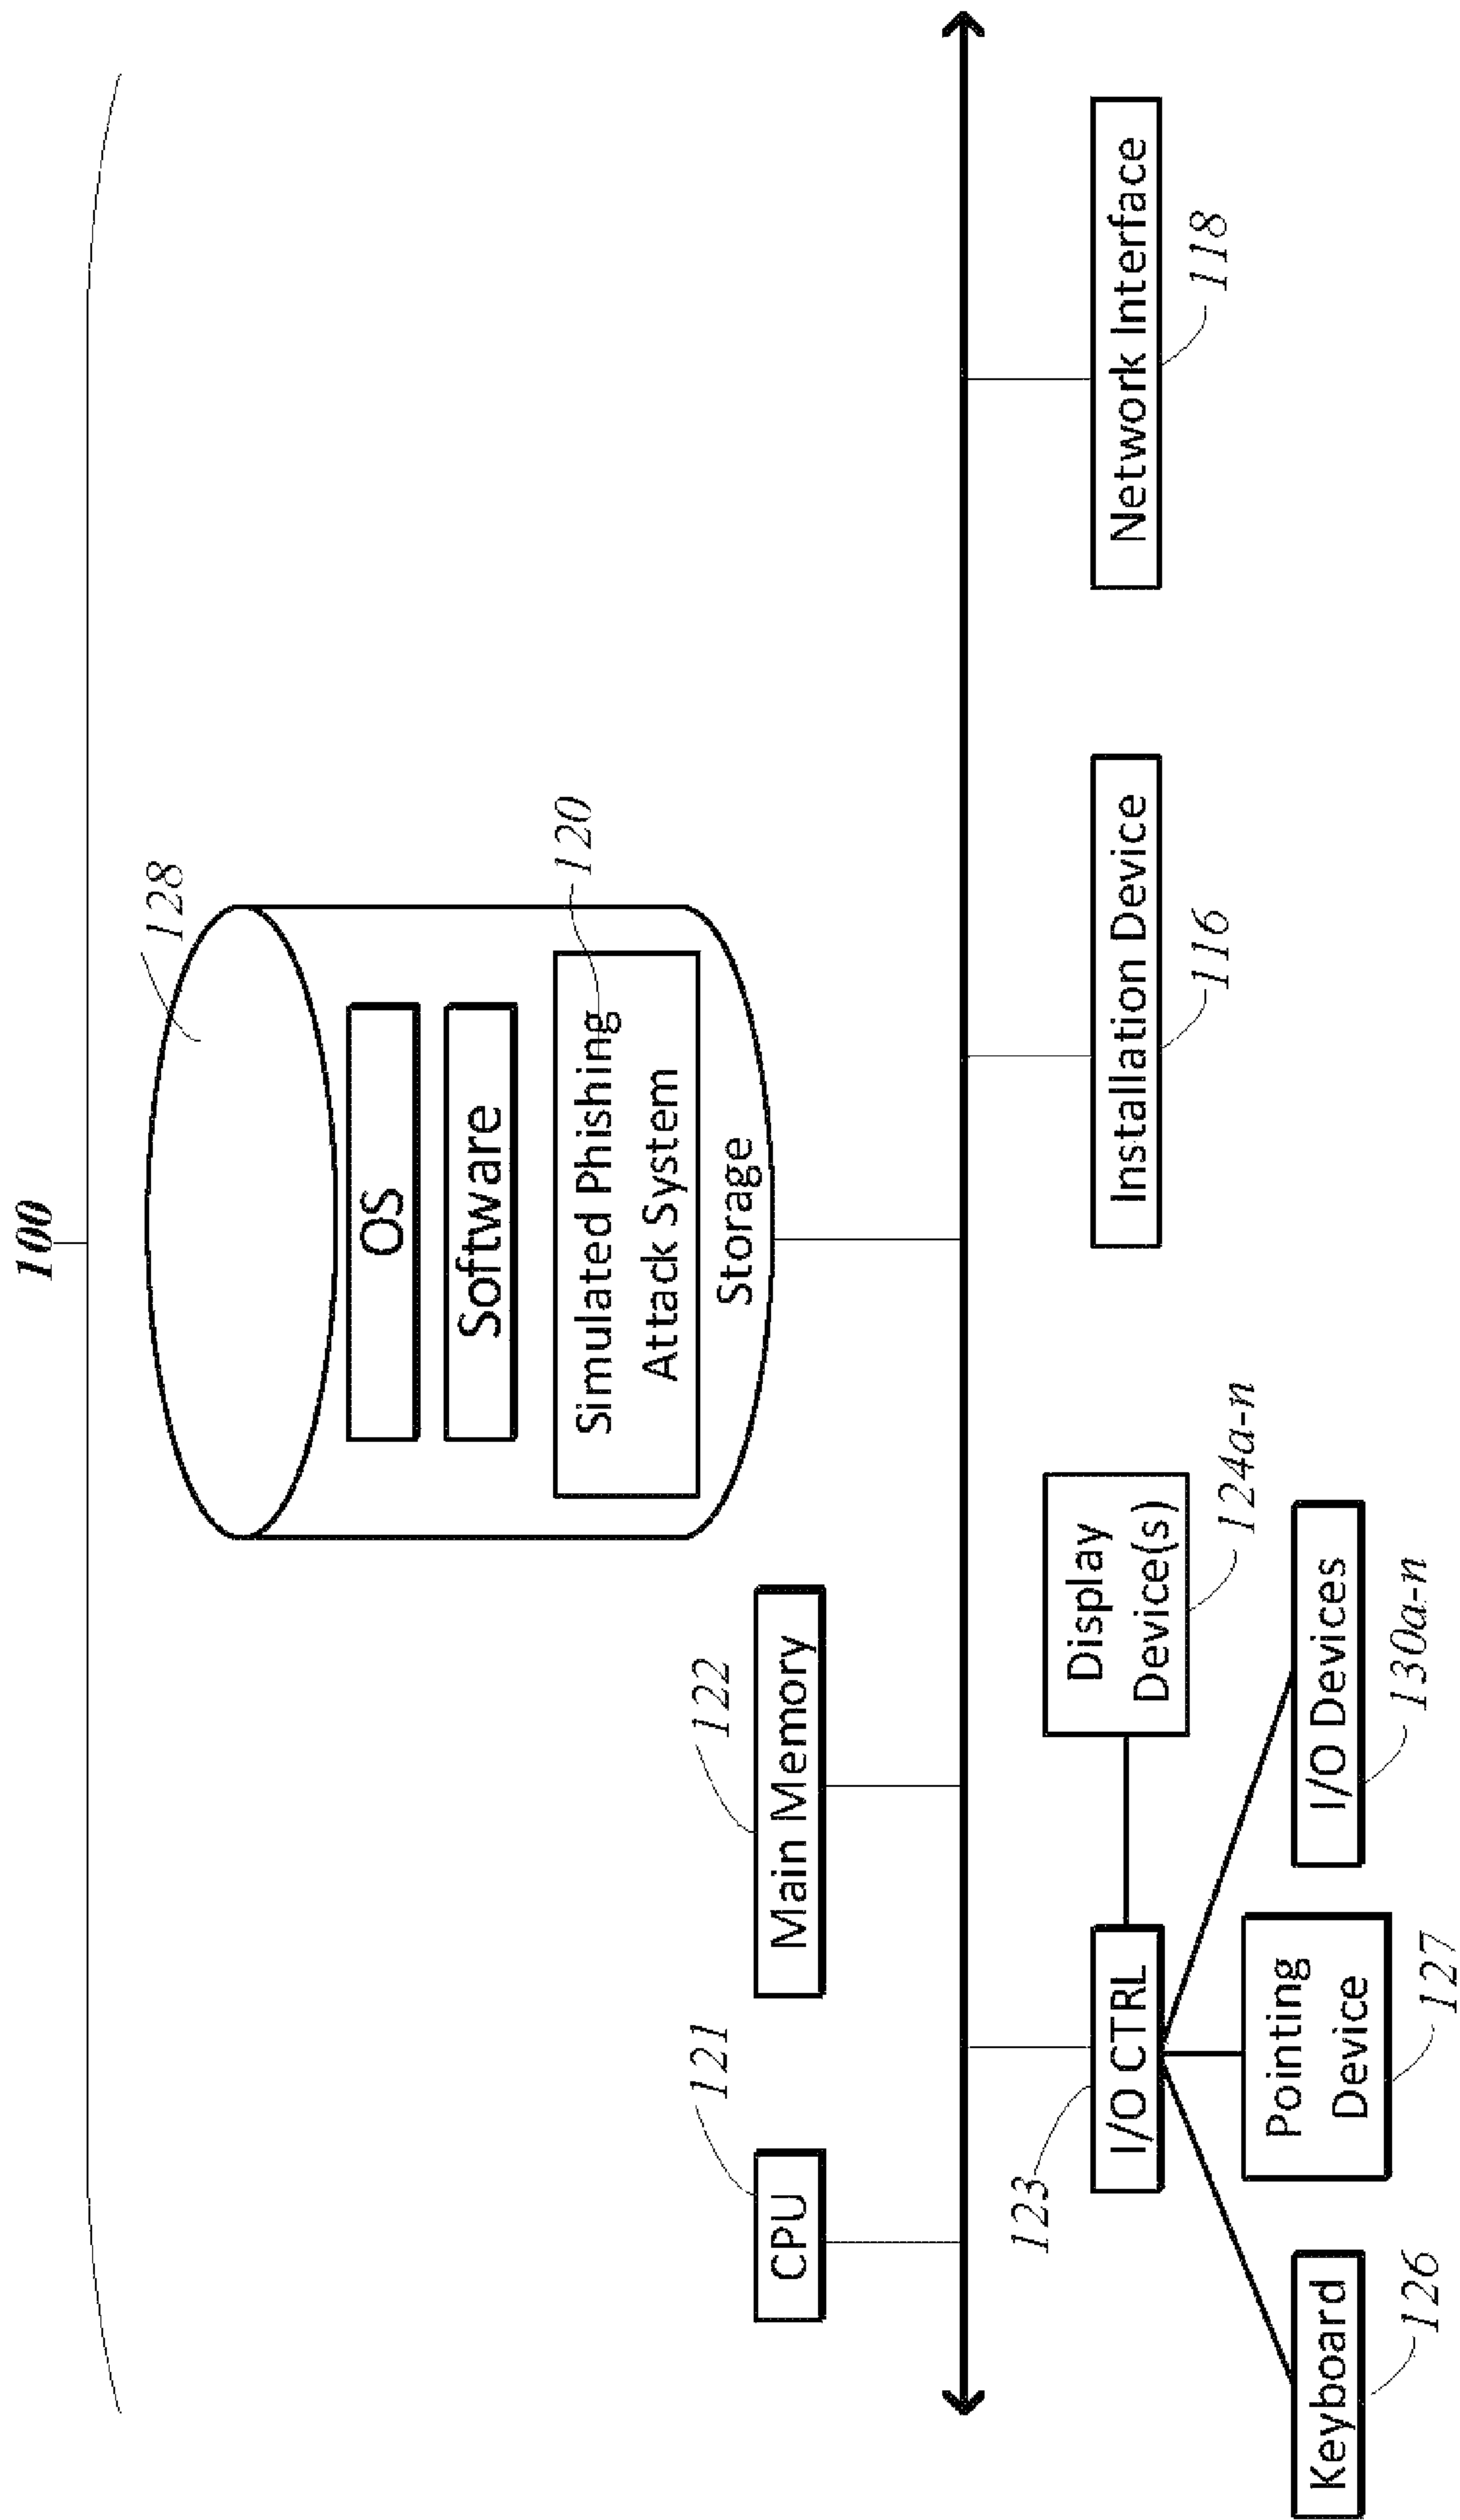 100
128
OS
Software
120
Simulated Phishing
Attack System
Storage
121
CPU
122
Main Memory
123
I/O CTRL
Display
Device(s)
124a-n
Keyboard
126
Pointing
Device
127
I/O Devices
130a-n
Installation Device
116
Network Interface
118